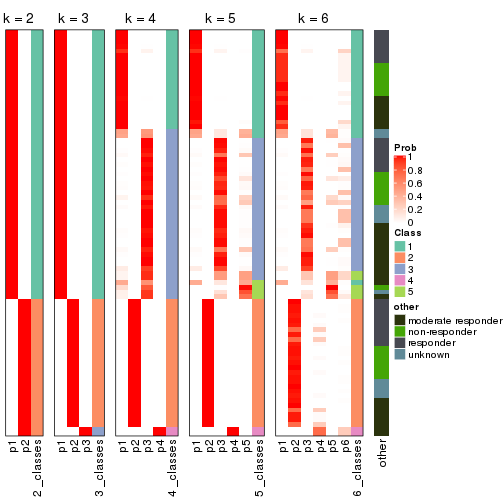 k = 2
k = 3
k = 4
k = 5
k = 6
Prob
1
0.8
0.6
0.4
0.2
0
Class
1
2
3
4
5
other
moderate responder
non-responder
responder
unknown
p1
p2
2_classes
p1
p2
p3
3_classes
p1
p2
p3
p4
4_classes
p1
p2
p3
p4
p5
5_classes
p1
p2
p3
p4
p5
p6
6_classes
other